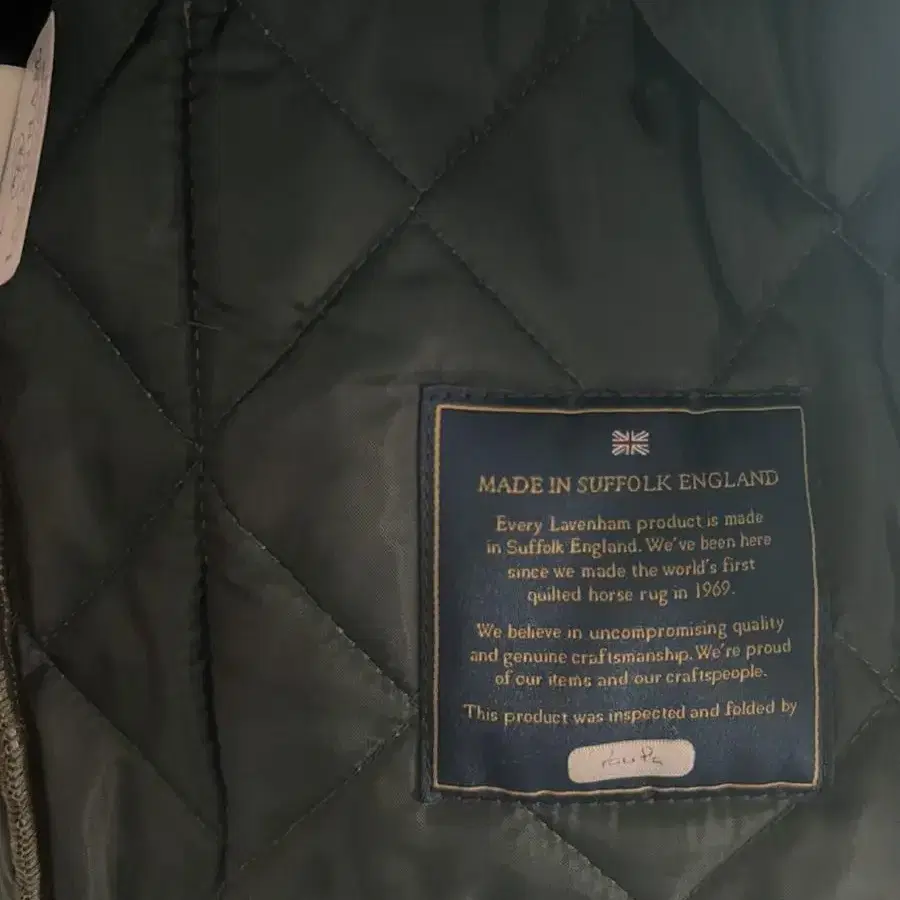 MADE IN SUFFOLK ENGLAND
Every Lavenham product is made
in Suffolk England. We've been here
since we made the world's first
quilted horse rug in 1969.
We believe in uncompromising quality
and genuine craftsmanship. We're proud
of our items and our craftspeople.
This product was inspected and folded by